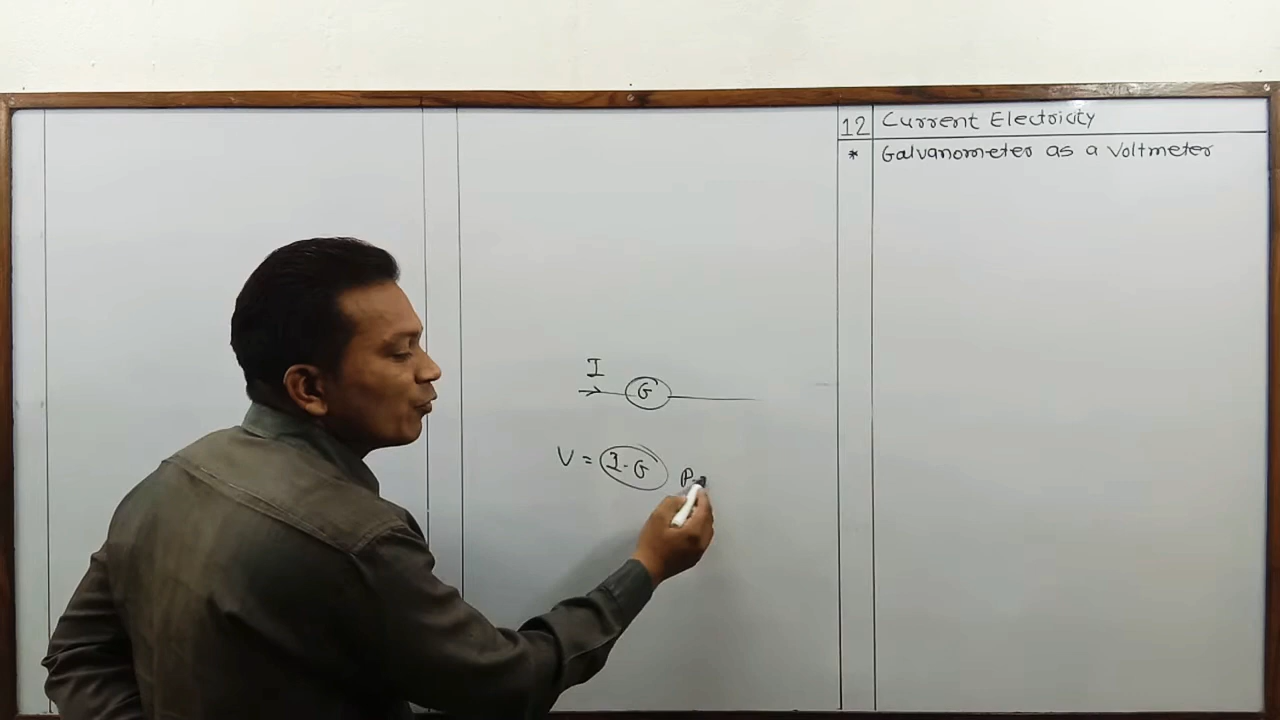 12 Current Electricity
* Galvanometer as a Voltmeter
I
G
V = I·G